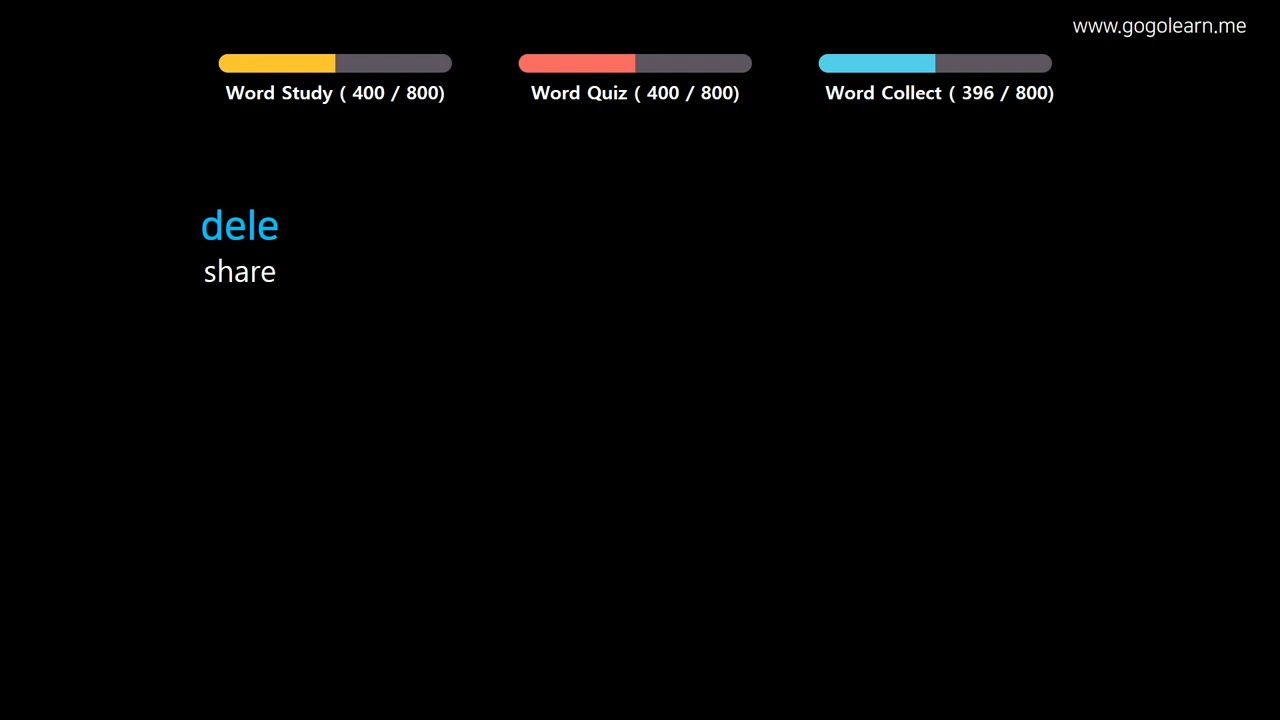 www.gogolearn.me
Word Study ( 400 / 800)
Word Quiz ( 400 / 800)
Word Collect ( 396 / 800)
dele
share